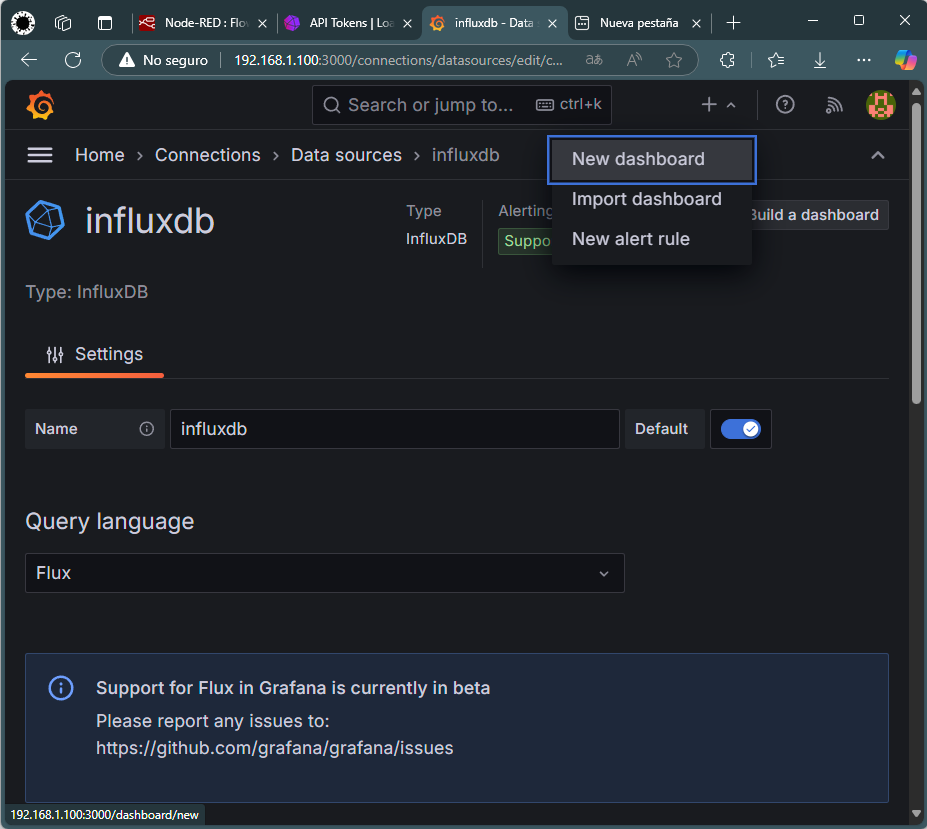 Node-RED : Flo
API Tokens | Loa
influxdb - Data s
Nueva pestaña
No seguro
192.168.1.100:3000/connections/datasources/edit/c...
Search or jump to...
ctrl+k
Home
Connections
Data sources
influxdb
New dashboard
Import dashboard
New alert rule
influxdb
Type
InfluxDB
Alerting
Suppo
Build a dashboard
Type: InfluxDB
Settings
Name
influxdb
Default
Query language
Flux
Support for Flux in Grafana is currently in beta
Please report any issues to:
https://github.com/grafana/grafana/issues
192.168.1.100:3000/dashboard/new